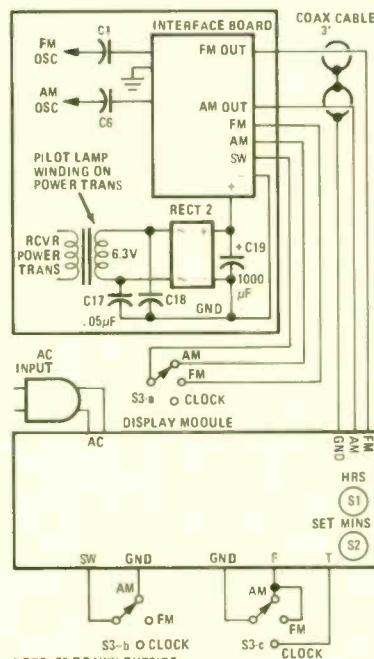 INTERFACE BOARD
COAX CABLE
3'
FM
OSC
C1
FM OUT
AM
OSC
C6
AM OUT
FM
AM
SW
+
−
PILOT LAMP
WINDING ON
POWER TRANS
RECT 2
RCVR
POWER
TRANS
6.3V
− +
+C19
1000
µF
C17
.05µF
C18
GND
AM
FM
S3-a
CLOCK
AC
INPUT
DISPLAY MODULE
AC
GND
AM
FM
HRS
S1
SET MINS
S2
SW
GND
GND
F
T
AM
FM
S3-b
CLOCK
AM
FM
S3-c
CLOCK